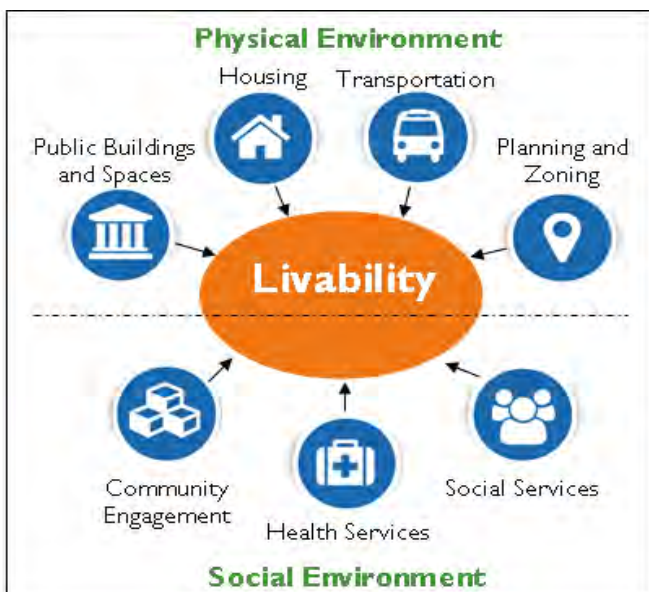 Physical Environment
Housing
Transportation
Public Buildings
and Spaces
Planning and
Zoning
Livability
Community
Engagement
Health Services
Social Services
Social Environment